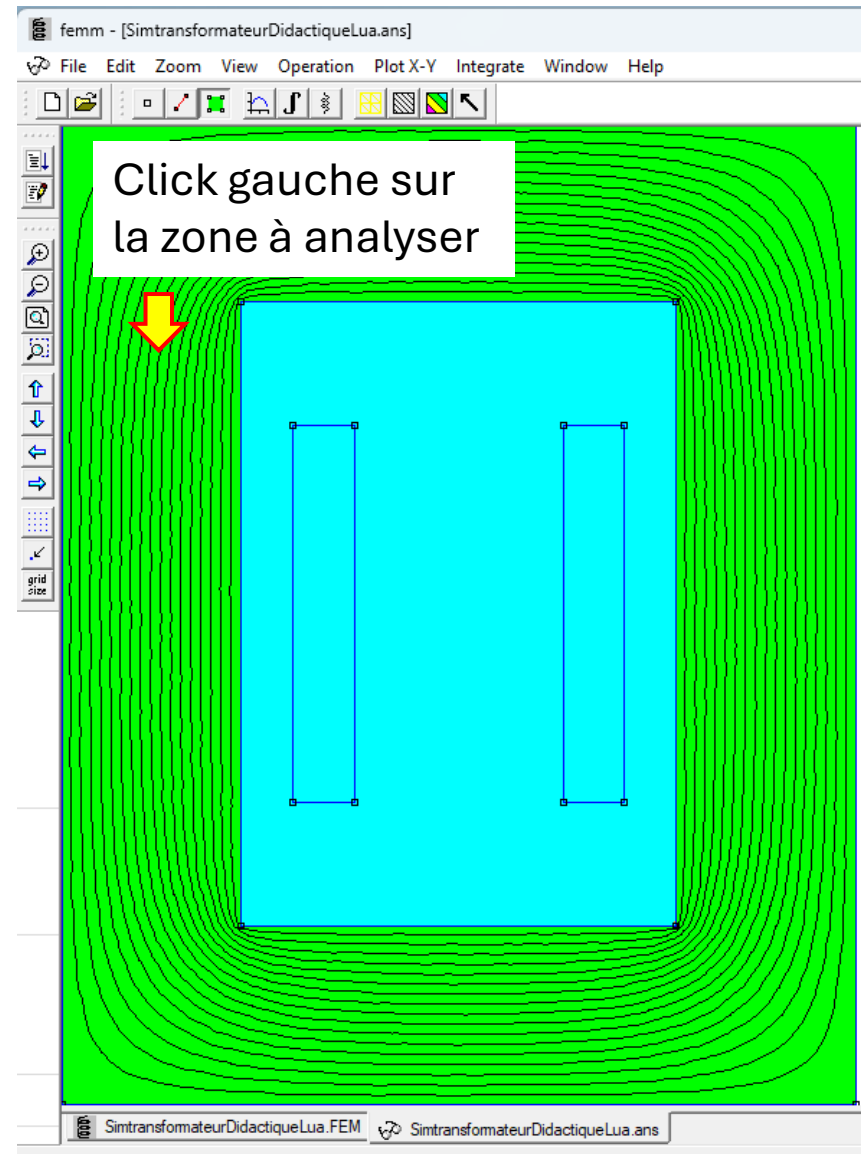 femm - [SimtransformateurDidactiqueLua.ans]
File Edit Zoom View Operation Plot X-Y Integrate Window Help
Click gauche sur
la zone à analyser
grid
size
SimtransformateurDidactiqueLua.FEM SimtransformateurDidactiqueLua.ans